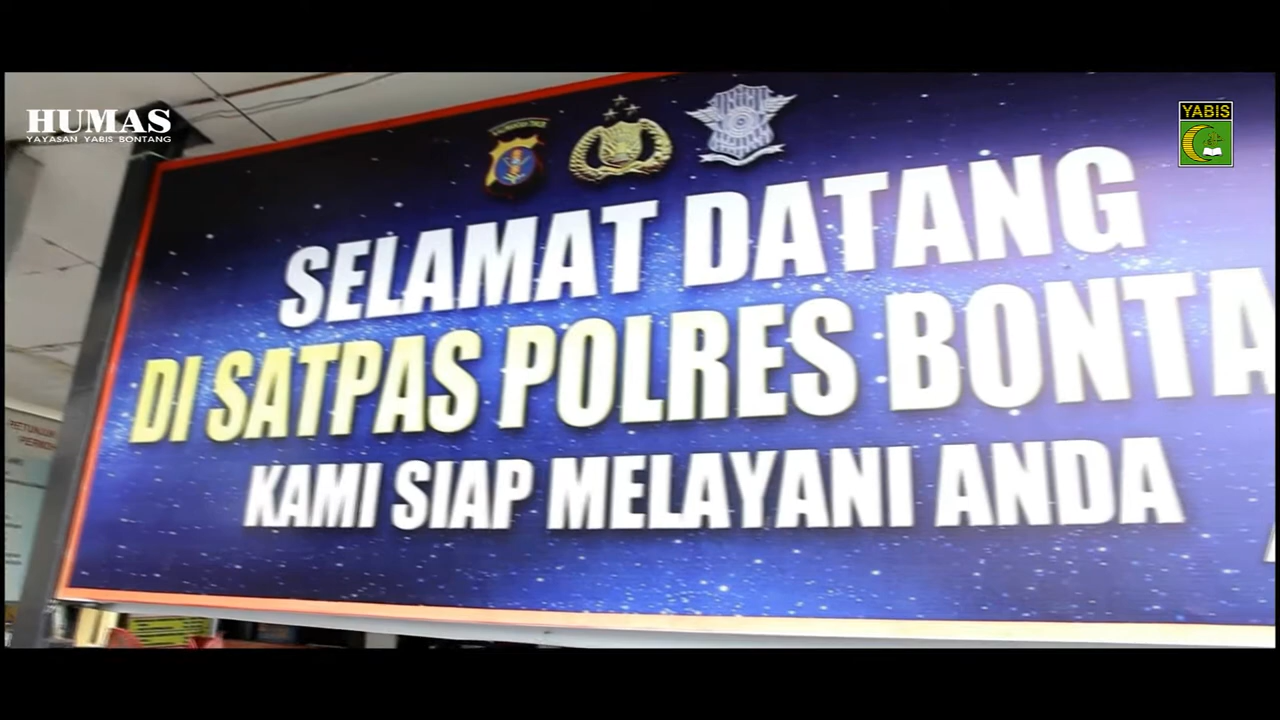 HUMAS
YAYASAN YABIS BONTANG
YABIS
SELAMAT DATANG
DI SATPAS POLRES BONTA
KAMI SIAP MELAYANI ANDA